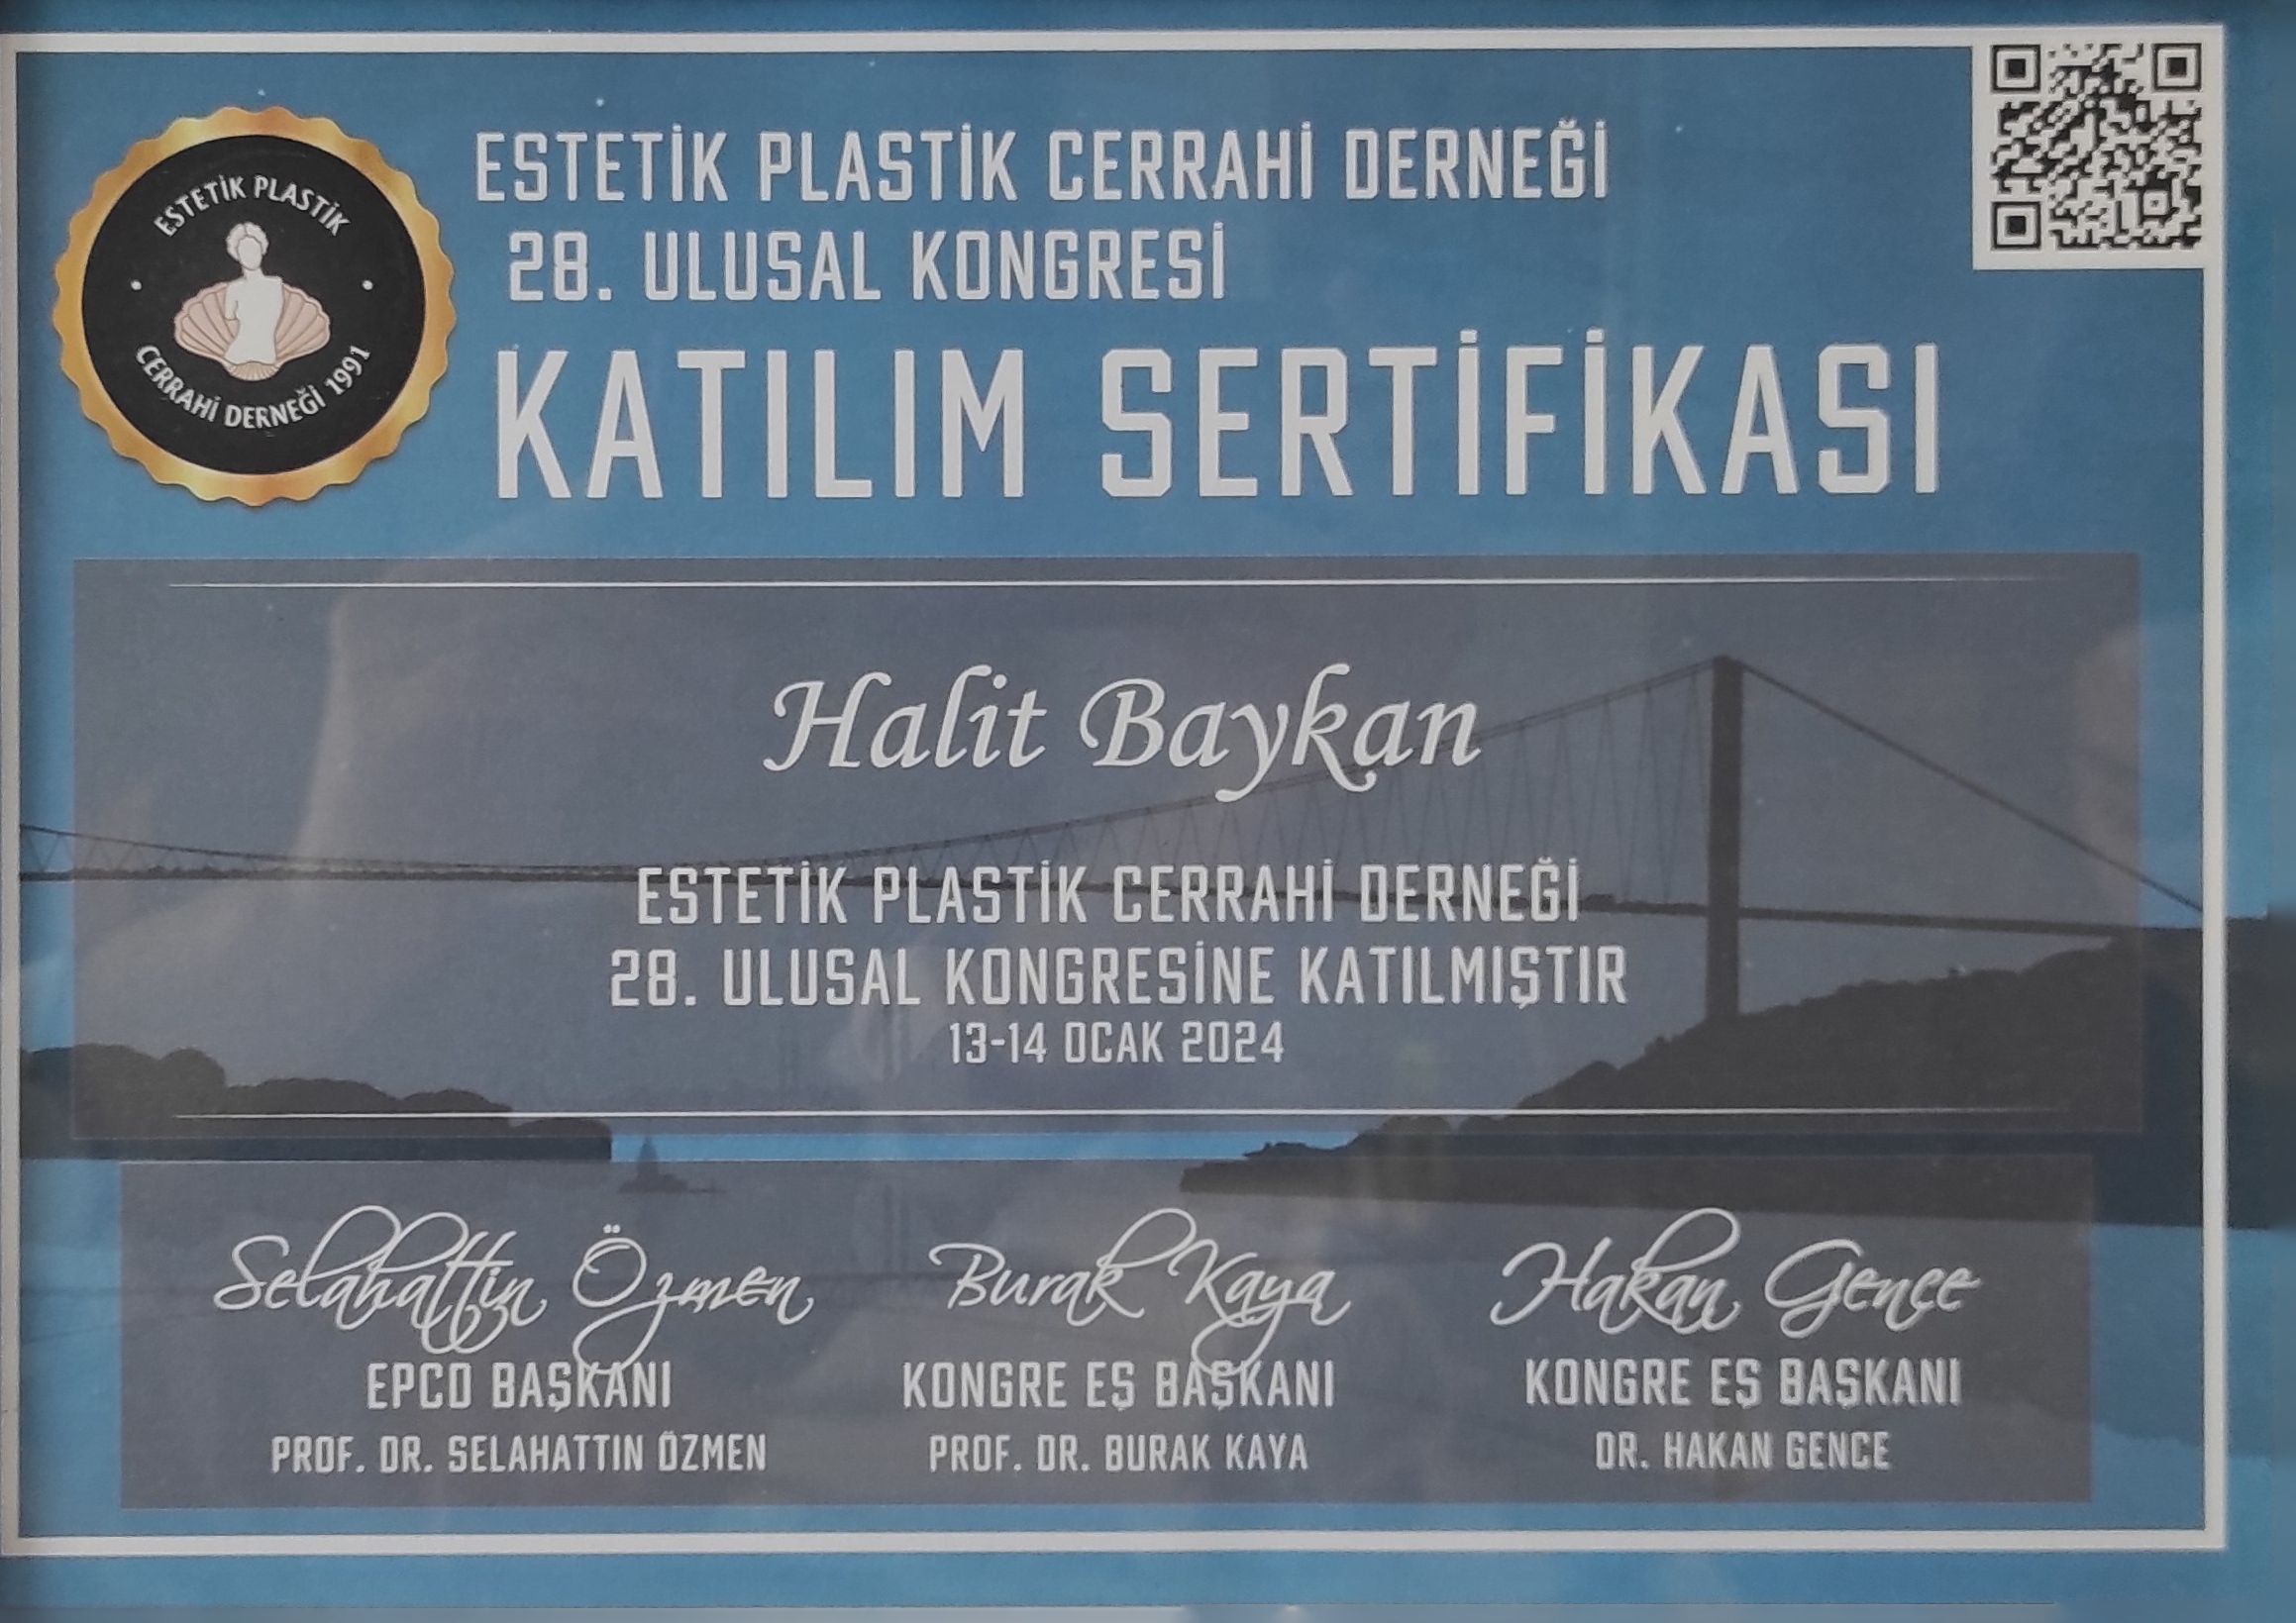 ESTETİK PLASTİK
CERRAHİ DERNEĞİ 1991
ESTETİK PLASTİK CERRAHİ DERNEĞİ
28. ULUSAL KONGRESİ
KATILIM SERTİFİKASI
Halit Baykan
ESTETİK PLASTİK CERRAHİ DERNEĞİ
28. ULUSAL KONGRESİNE KATILMIŞTIR
13-14 OCAK 2024
Selahattin Özmen
EPCD BAŞKANI
PROF. DR. SELAHATTIN ÖZMEN
Burak Kaya
KONGRE EŞ BAŞKANI
PROF. DR. BURAK KAYA
Hakan Gençe
KONGRE EŞ BAŞKANI
DR. HAKAN GENCE